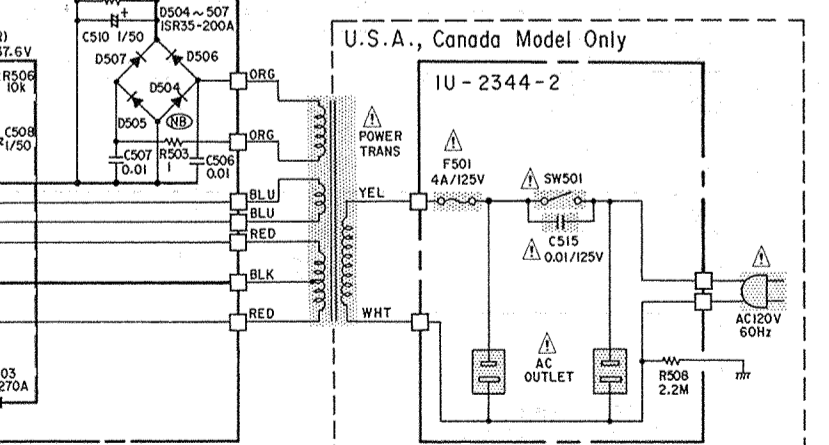 D504～507
1SR35-200A
C510 1/50
+
U.S.A., Canada Model Only
37.6V
R506
10k
D507
D506
D504
D505
NB
ORG
1U-2344-2
C508
1/50
POWER
TRANS
F501
4A/125V
SW501
ORG
C507
0.01
R503
1
C506
0.01
BLU
YEL
BLU
RED
C515
0.01/125V
BLK
AC120V
60Hz
RED
WHT
AC
OUTLET
R508
2.2M
03
270A